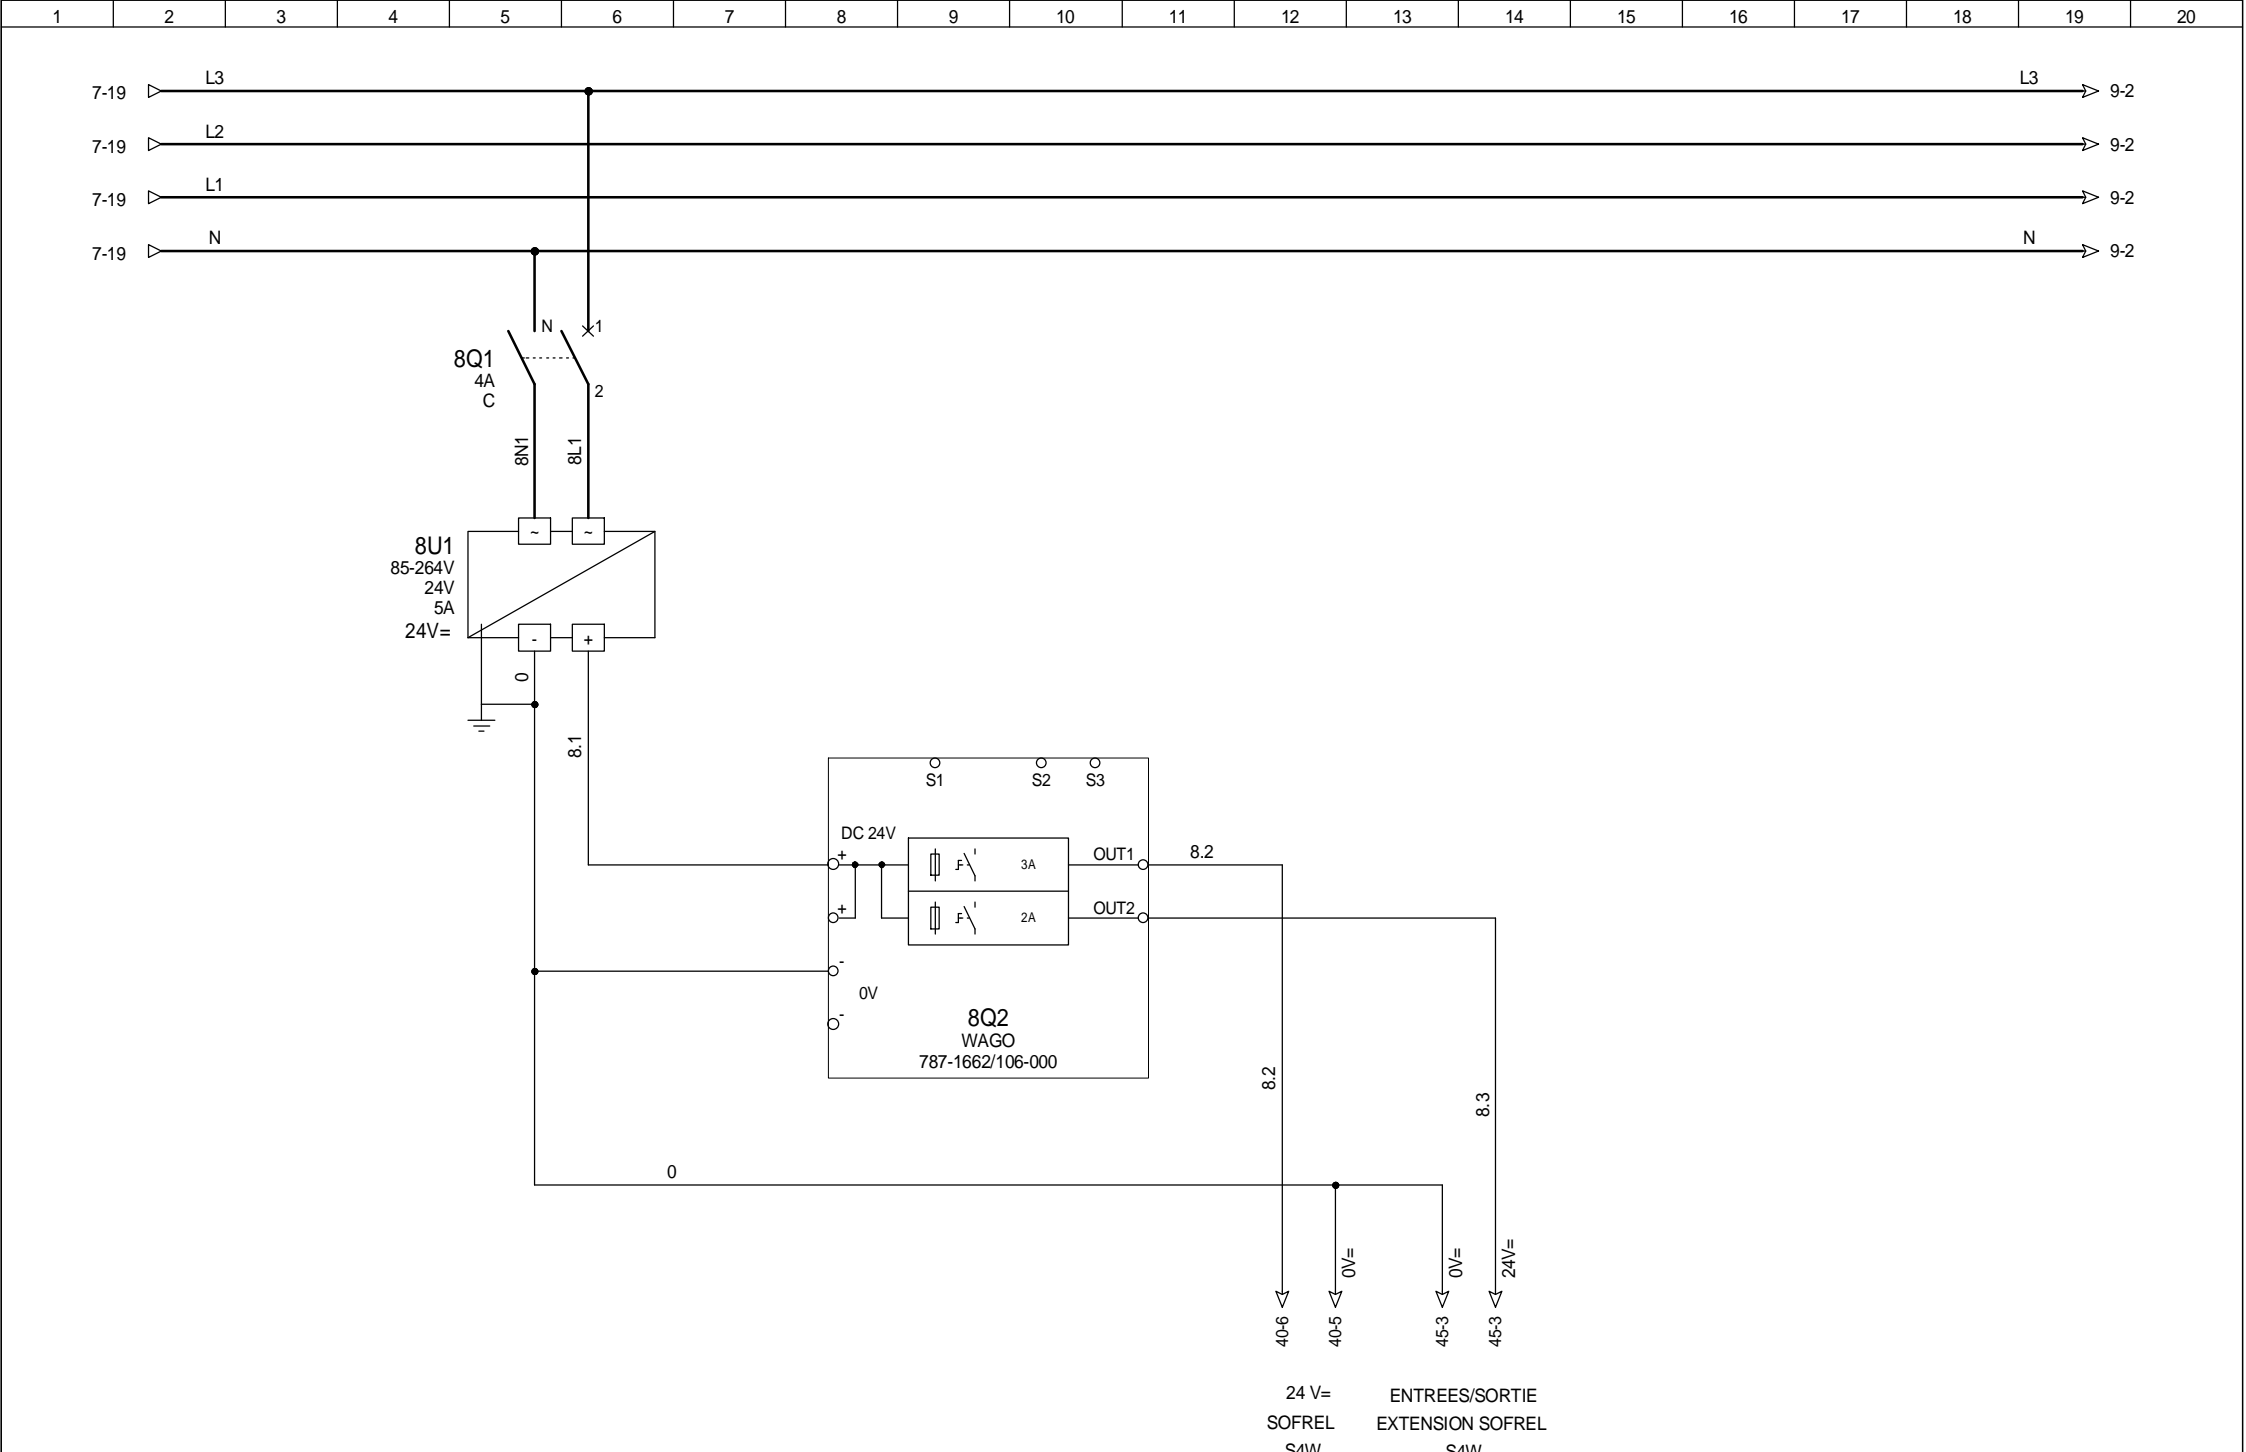 1 2 3 4 5 6 7 8 9 10 11 12 13 14 15 16 17 18 19 20
7-19 L3 L3 9-2
7-19 L2 9-2
7-19 L1 9-2
7-19 N N 9-2
N 1
8Q1
4A
C
2
8N1 8L1
~ ~
8U1
85-264V
24V
5A
24V=
- +
0
8.1
S1 S2 S3
DC 24V
+ 3A OUT1 8.2
+ 2A OUT2
-
0V
-
8Q2
WAGO
787-1662/106-000
8.2
8.3
0
0V= 0V= 24V=
40-6 40-5 45-3 45-3
24 V= ENTREES/SORTIE
SOFREL EXTENSION SOFREL
S4W S4W